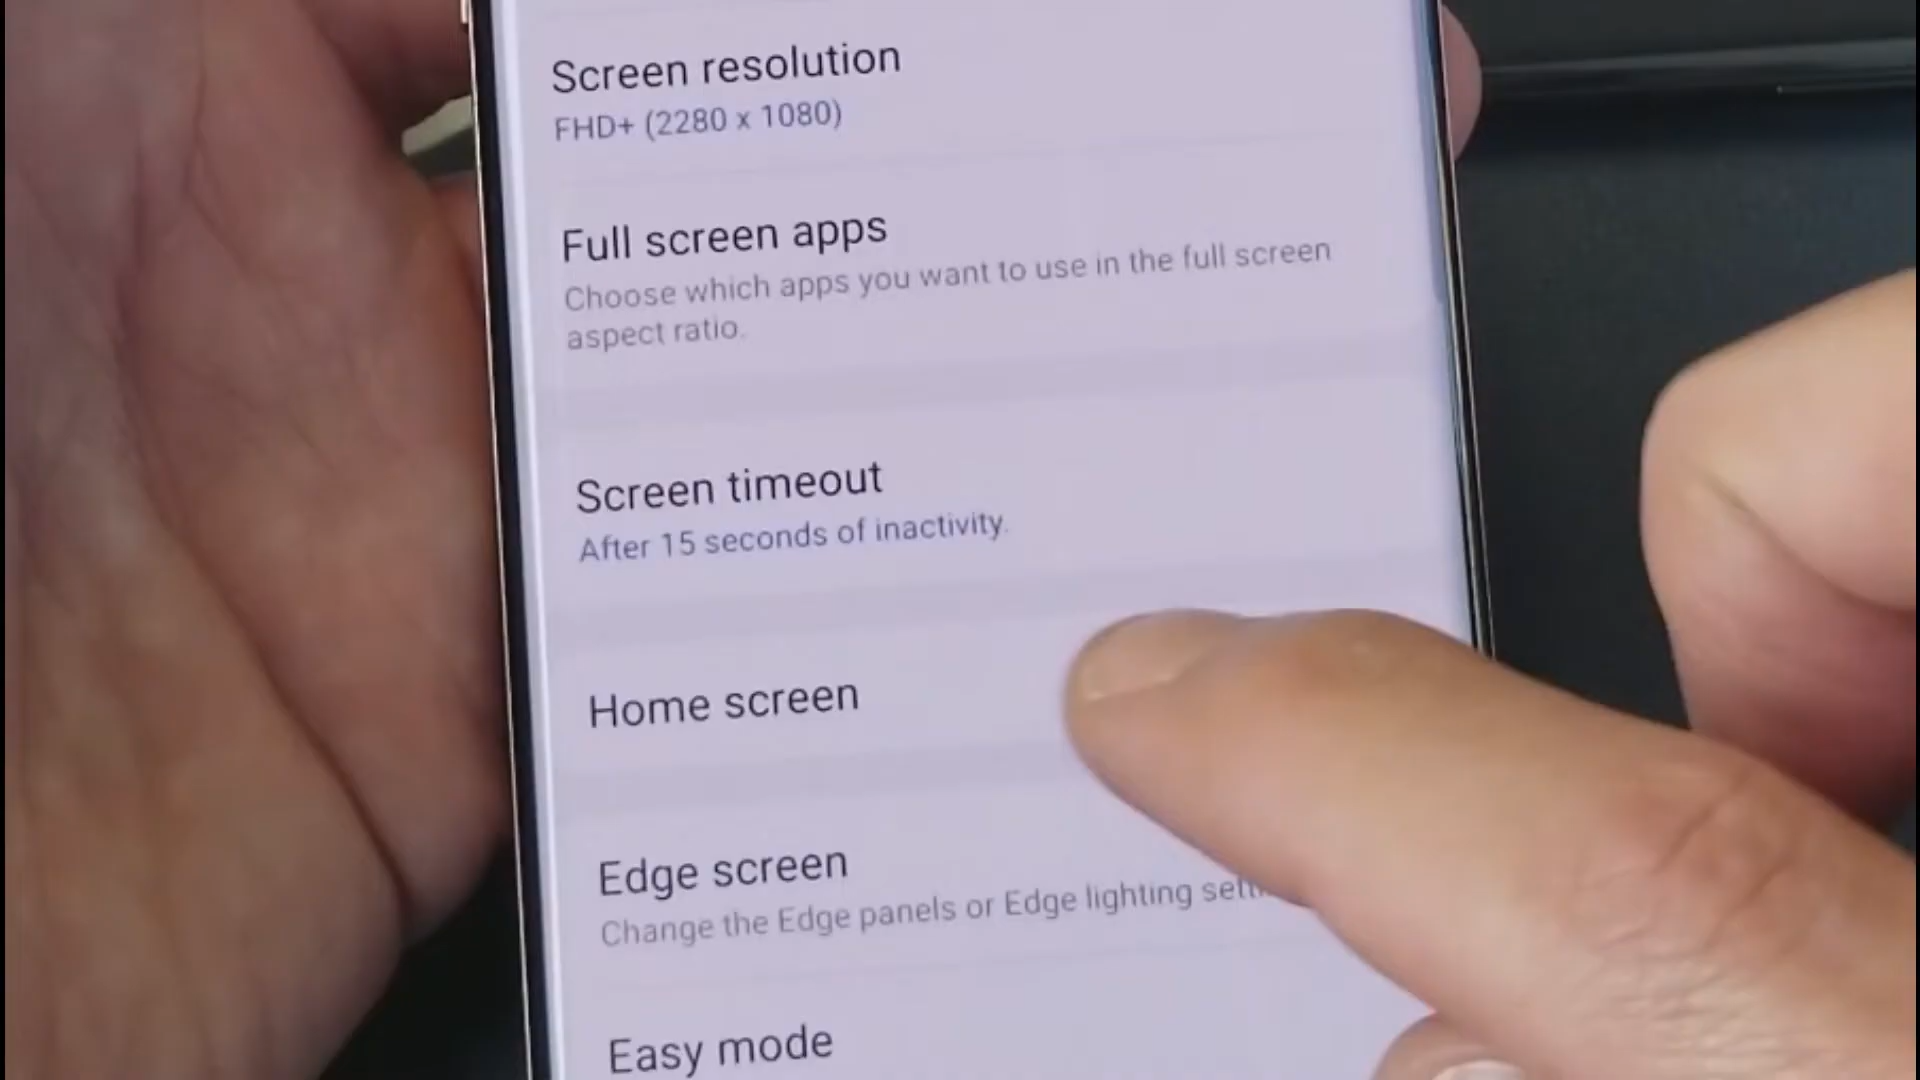 Screen resolution
FHD+ (2280 x 1080)
Full screen apps
Choose which apps you want to use in the full screen
aspect ratio.
Screen timeout
After 15 seconds of inactivity.
Home screen
Edge screen
Change the Edge panels or Edge lighting
Easy mode